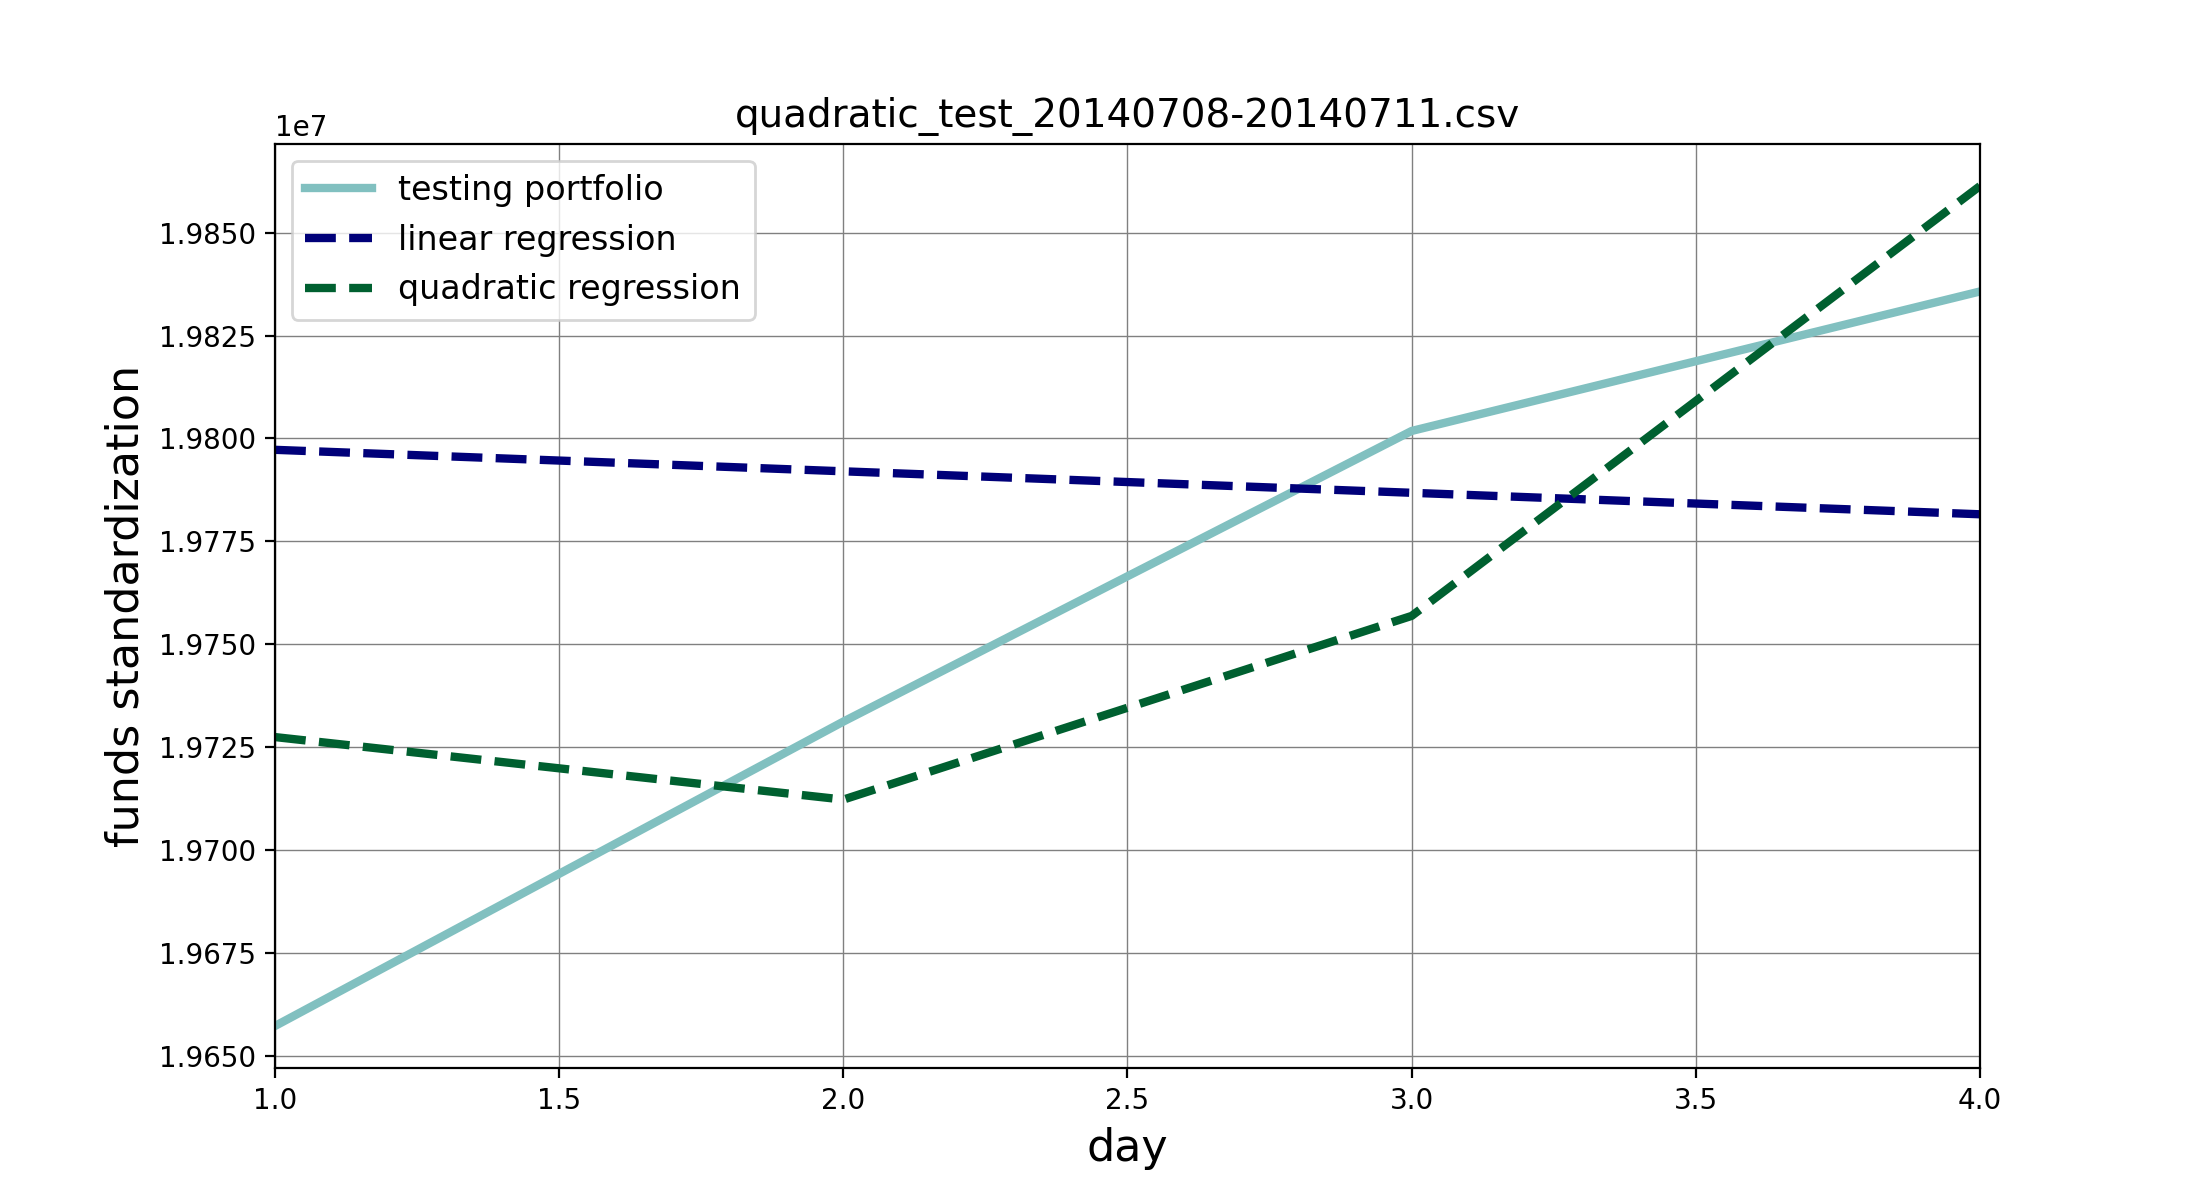 quadratic_test_20140708-20140711.csv
1e7
testing portfolio
linear regression
quadratic regression
funds standardization
1.9850
1.9825
1.9800
1.9775
1.9750
1.9725
1.9700
1.9675
1.9650
1.0 1.5 2.0 2.5 3.0 3.5 4.0
day